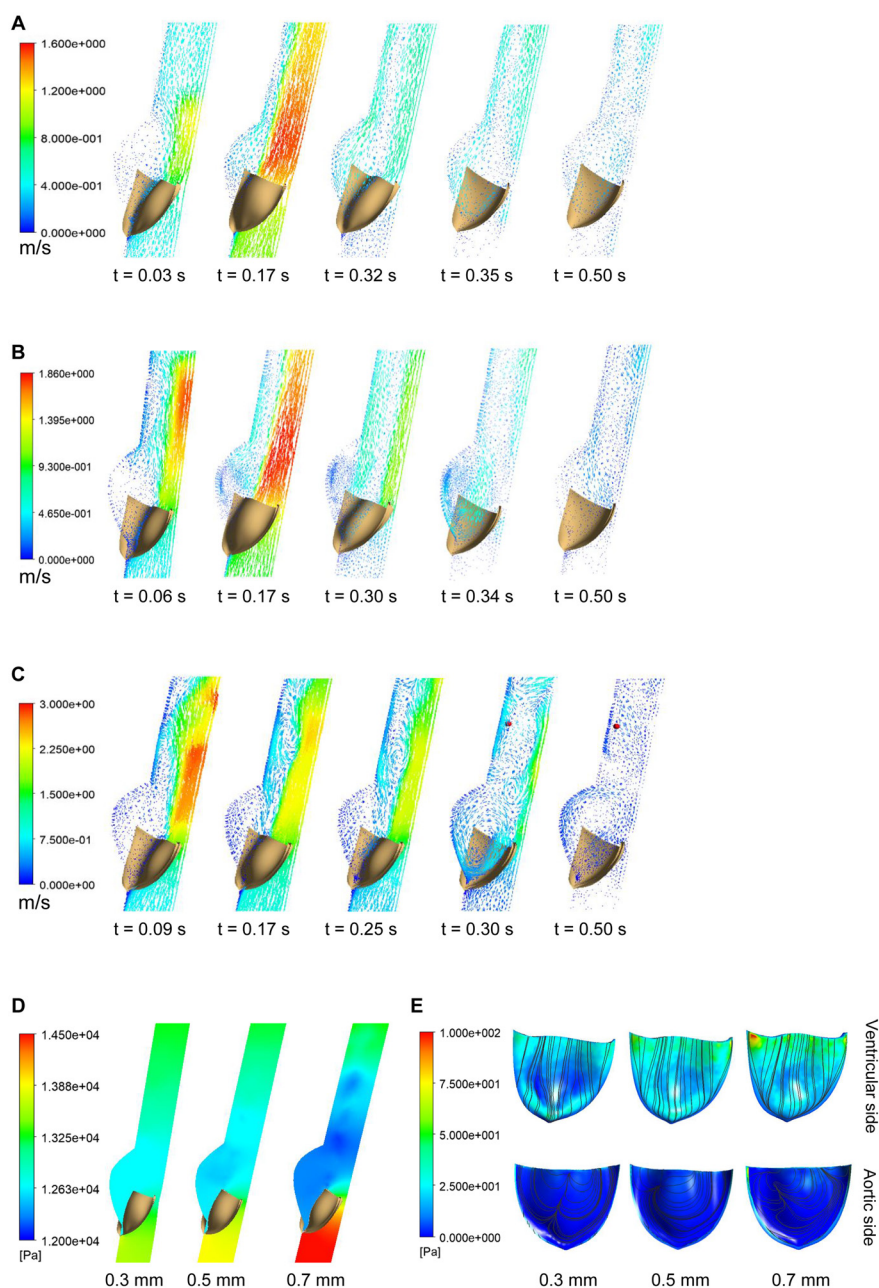 A
1.600e+000
1.200e+000
8.000e-001
4.000e-001
0.000e+000
m/s
t = 0.03 s t = 0.17 s t = 0.32 s t = 0.35 s t = 0.50 s
B
1.860e+000
1.395e+000
9.300e-001
4.650e-001
0.000e+000
m/s
t = 0.06 s t = 0.17 s t = 0.30 s t = 0.34 s t = 0.50 s
C
3.000e+00
2.250e+00
1.500e+00
7.500e-01
0.000e+00
m/s
t = 0.09 s t = 0.17 s t = 0.25 s t = 0.30 s t = 0.50 s
D
1.450e+04
1.388e+04
1.325e+04
1.263e+04
1.200e+04
[Pa]
0.3 mm 0.5 mm 0.7 mm
E
1.000e+002
7.500e+001
5.000e+001
2.500e+001
0.000e+000
[Pa]
Ventricular side
Aortic side
0.3 mm 0.5 mm 0.7 mm